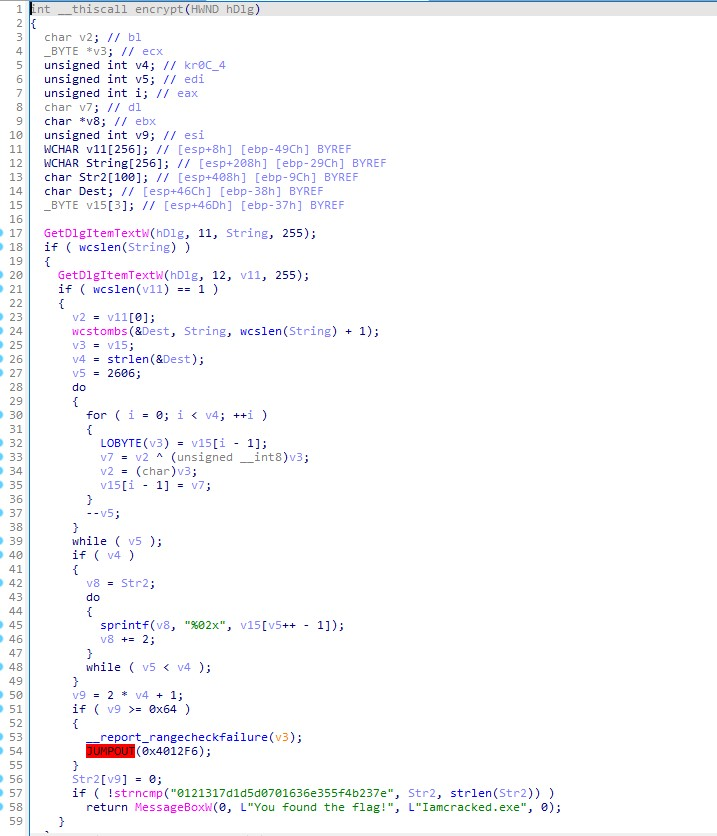 1 int __thiscall encrypt(HWND hDlg)
2 {
3 char v2; // bl
4 _BYTE *v3; // ecx
5 unsigned int v4; // kr0C_4
6 unsigned int v5; // edi
7 unsigned int i; // eax
8 char v7; // dl
9 char *v8; // ebx
10 unsigned int v9; // esi
11 WCHAR v11[256]; // [esp+8h] [ebp-49Ch] BYREF
12 WCHAR String[256]; // [esp+208h] [ebp-29Ch] BYREF
13 char Str2[100]; // [esp+408h] [ebp-9Ch] BYREF
14 char Dest; // [esp+46Ch] [ebp-38h] BYREF
15 _BYTE v15[3]; // [esp+46Dh] [ebp-37h] BYREF
16
17 GetDlgItemTextW(hDlg, 11, String, 255);
18 if ( wcslen(String) )
19 {
20 GetDlgItemTextW(hDlg, 12, v11, 255);
21 if ( wcslen(v11) == 1 )
22 {
23 v2 = v11[0];
24 wcstombs(&Dest, String, wcslen(String) + 1);
25 v3 = v15;
26 v4 = strlen(&Dest);
27 v5 = 2606;
28 do
29 {
30 for ( i = 0; i < v4; ++i )
31 {
32 LOBYTE(v3) = v15[i - 1];
33 v7 = v2 ^ (unsigned __int8)v3;
34 v2 = (char)v3;
35 v15[i - 1] = v7;
36 }
37 --v5;
38 }
39 while ( v5 );
40 if ( v4 )
41 {
42 v8 = Str2;
43 do
44 {
45 sprintf(v8, "%02x", v15[v5++ - 1]);
46 v8 += 2;
47 }
48 while ( v5 < v4 );
49 }
50 v9 = 2 * v4 + 1;
51 if ( v9 >= 0x64 )
52 {
53 __report_rangecheckfailure(v3);
54 JUMPOUT(0x4012F6);
55 }
56 Str2[v9] = 0;
57 if ( !strncmp("0121317d1d5d0701636e355f4b237e", Str2, strlen(Str2)) )
58 return MessageBoxW(0, L"You found the flag!", L"Iamcracked.exe", 0);
59 }